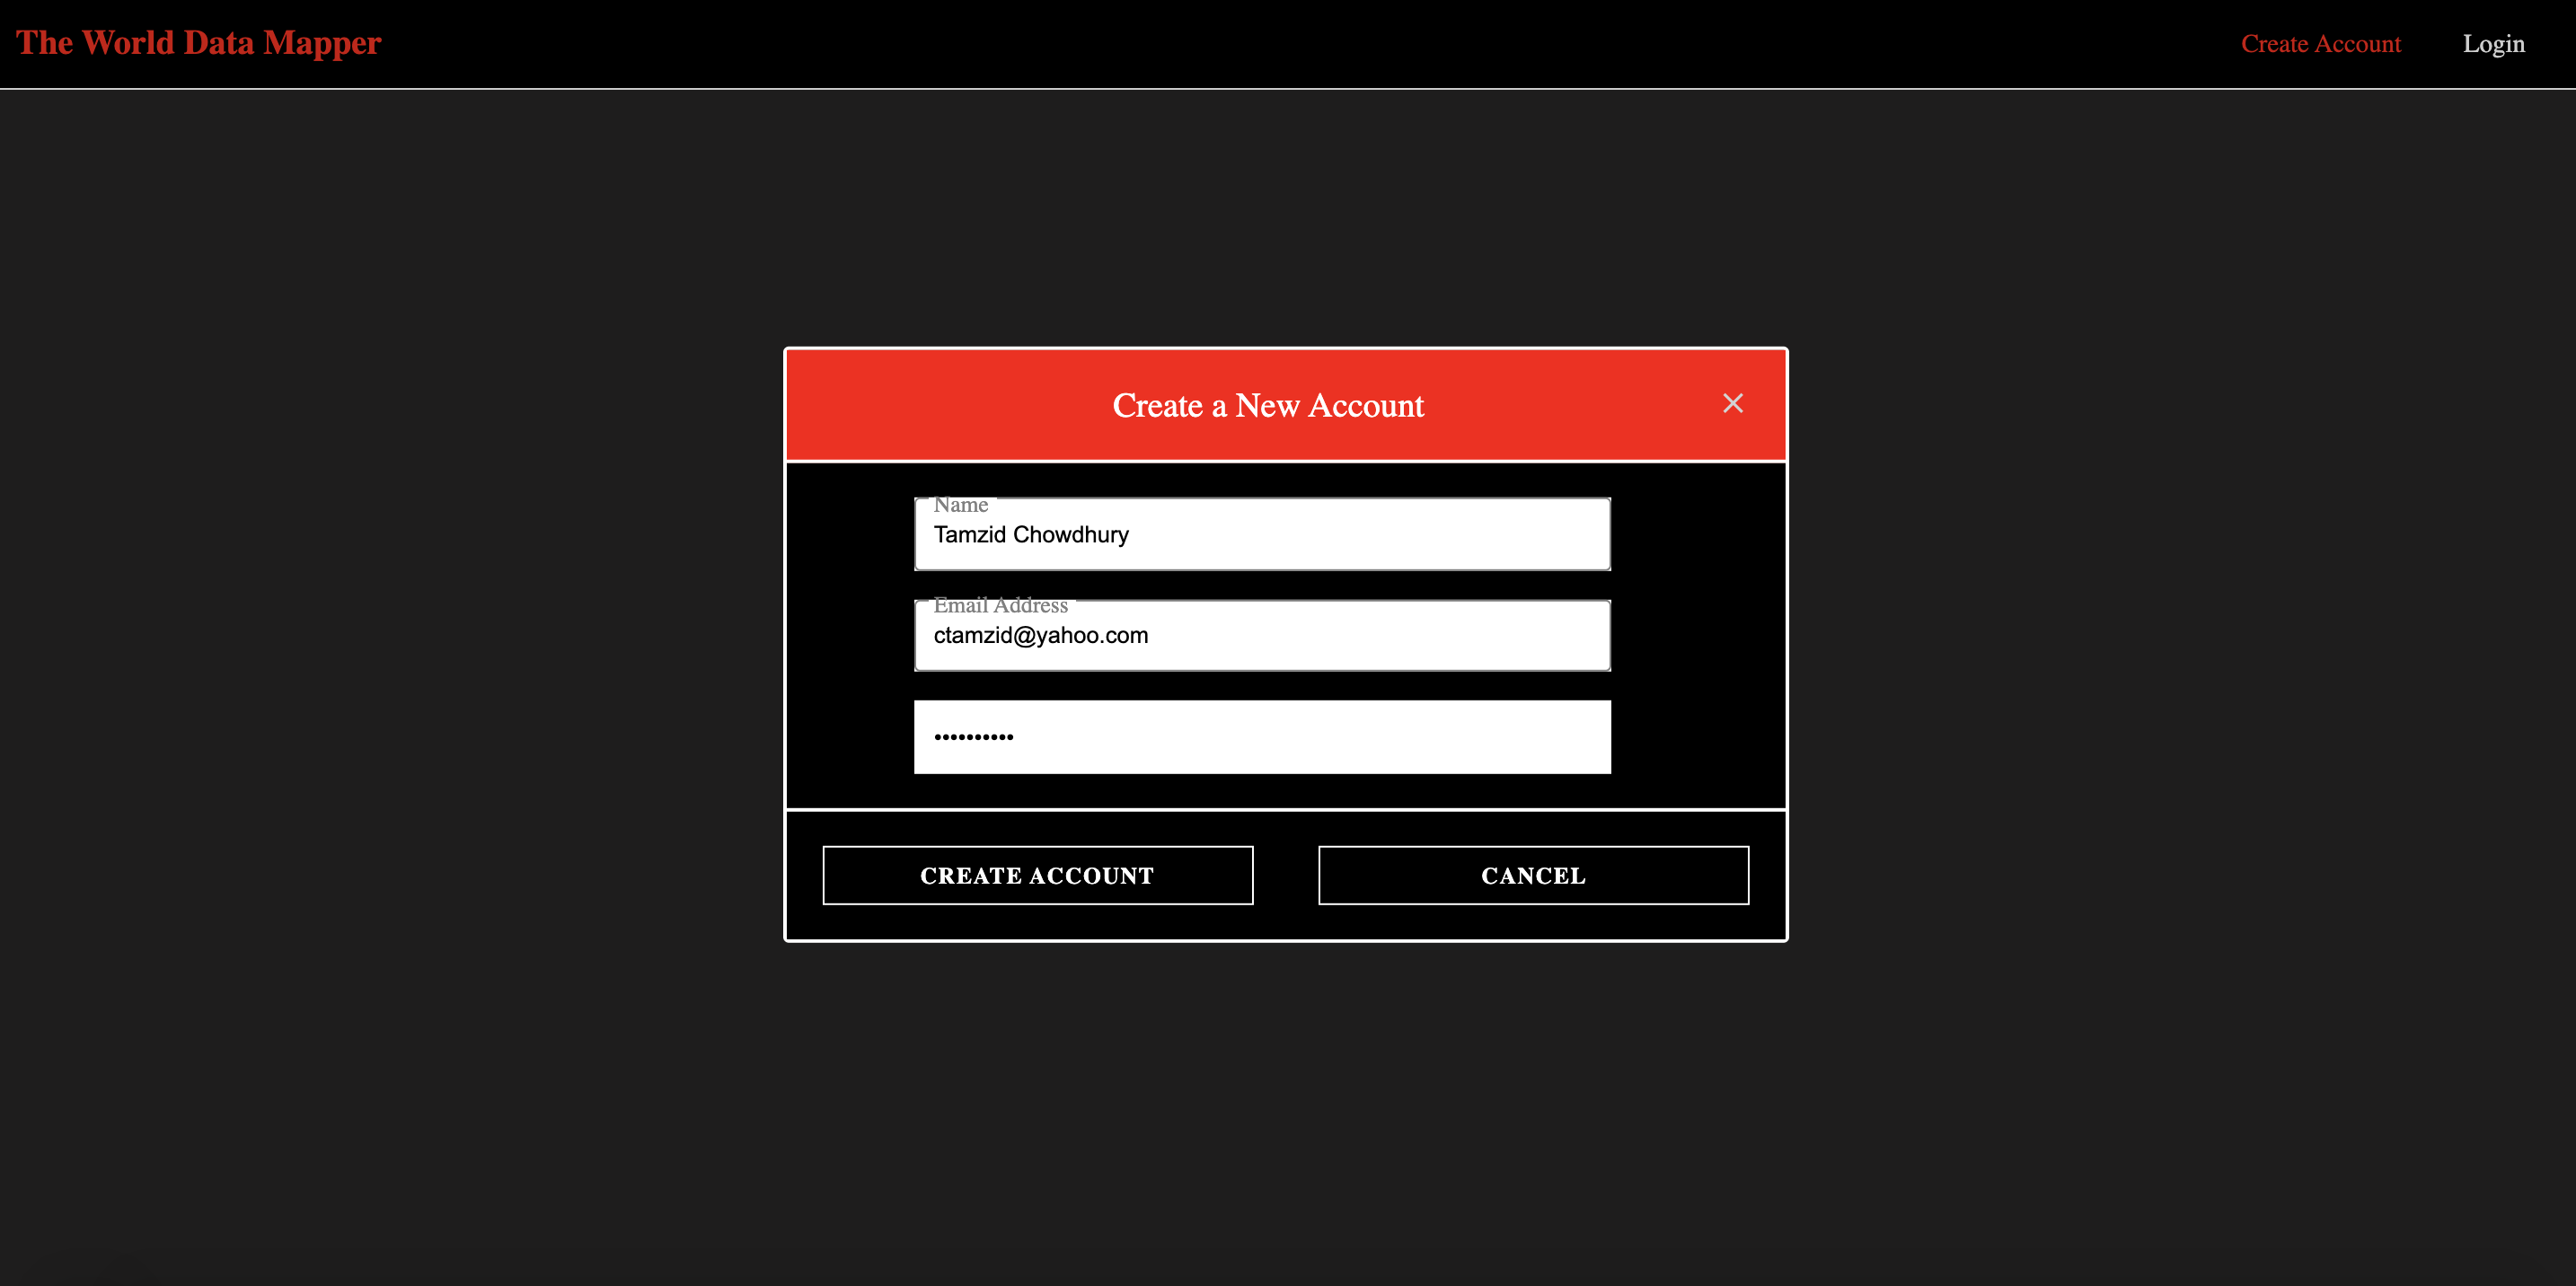 The World Data Mapper
Create Account
Login
Create a New Account
Name
Tamzid Chowdhury
Email Address
ctamzid@yahoo.com
••••••••••
CREATE ACCOUNT
CANCEL